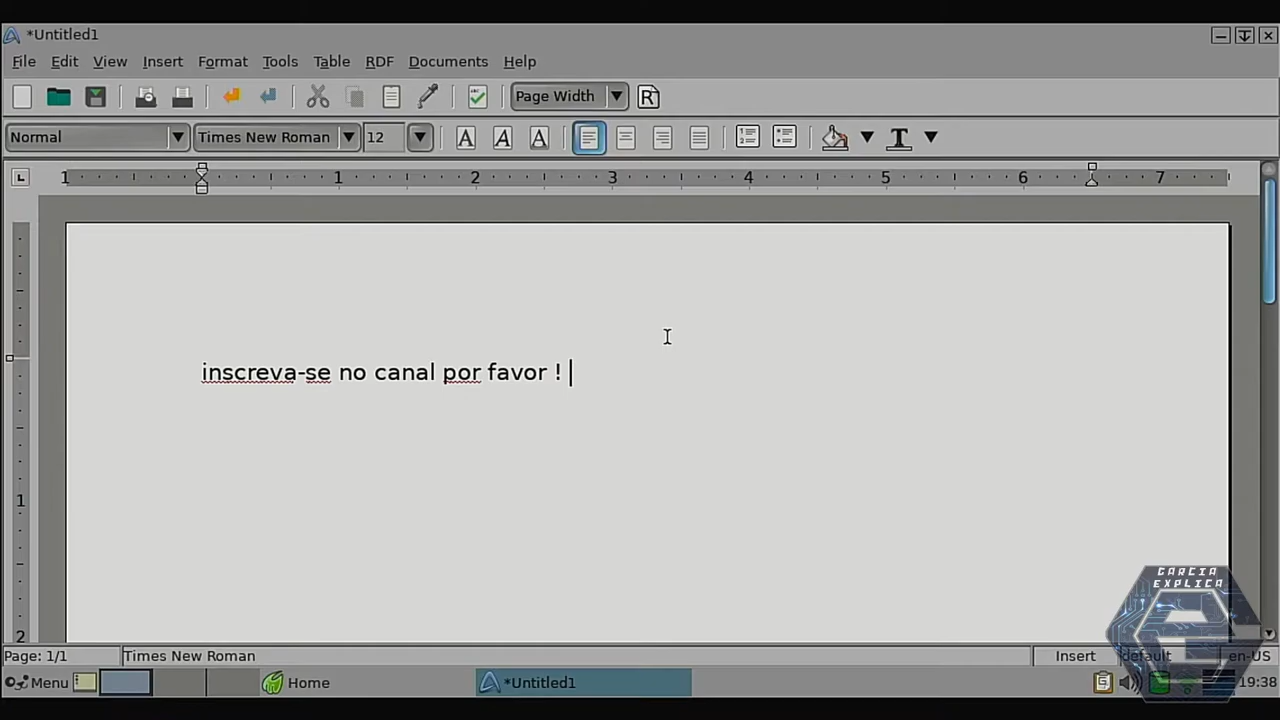 *Untitled1
File Edit View Insert Format Tools Table RDF Documents Help
Page Width
Normal Times New Roman 12
1 1 2 3 4 5 6 7
inscreva-se no canal por favor !
1
2
GARCIA
EXPLICA
Page: 1/1 Times New Roman Insert default en-US
Menu Home *Untitled1 19:38